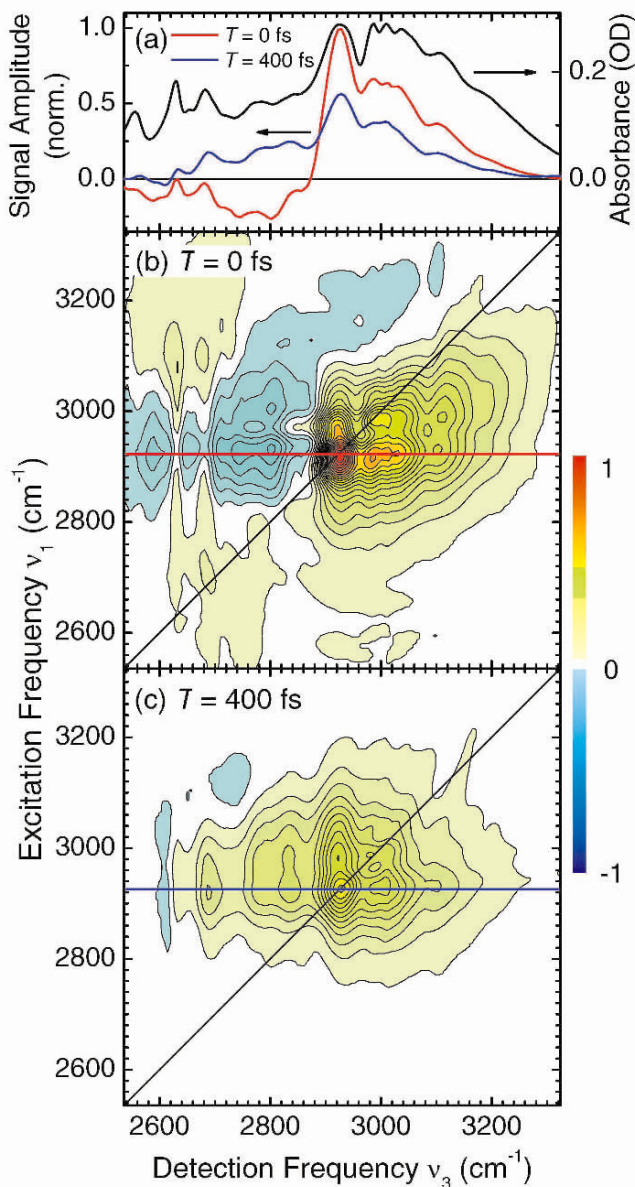 (a)
T = 0 fs
T = 400 fs
Signal Amplitude
(norm.)
1.0
0.5
0.0
Absorbance (OD)
0.2
0.0
(b) T = 0 fs
3200
3000
2800
2600
Excitation Frequency ν1 (cm-1)
1
0
-1
(c) T = 400 fs
3200
3000
2800
2600
2600 2800 3000 3200
Detection Frequency ν3 (cm-1)